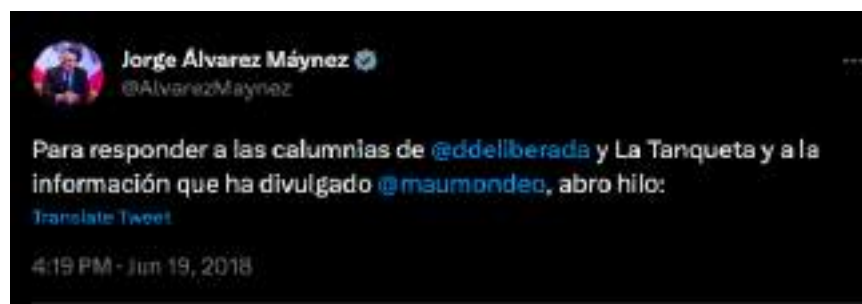 Jorge Álvarez Máynez
@AlvarezMaynez
Para responder a las calumnias de @ddeliberada y La Tanqueta y a la
información que ha divulgado @maumondeo, abro hilo:
Translate Tweet
4:19 PM · Jun 19, 2018